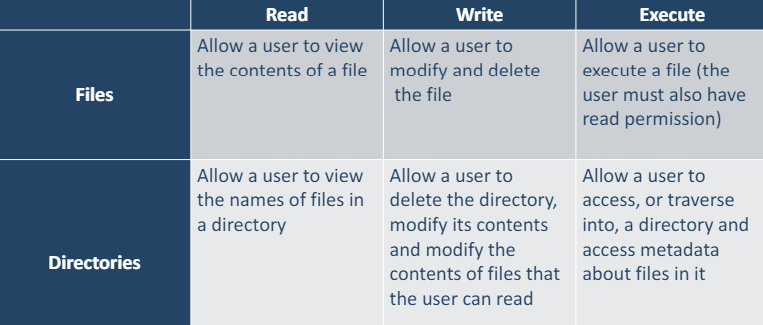 Read Write Execute
Files
Allow a user to view
the contents of a file
Allow a user to
modify and delete
the file
Allow a user to
execute a file (the
user must also have
read permission)
Directories
Allow a user to view
the names of files in
a directory
Allow a user to
delete the directory,
modify its contents
and modify the
contents of files that
the user can read
Allow a user to
access, or traverse
into, a directory and
access metadata
about files in it